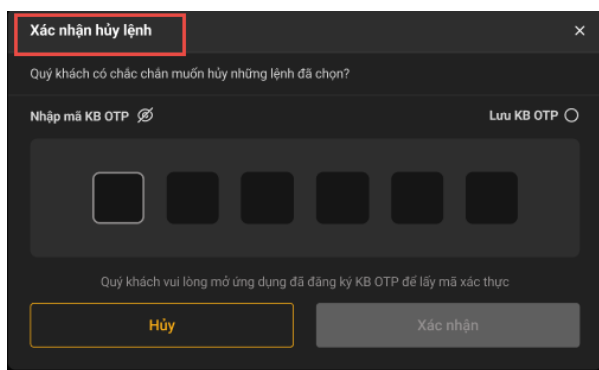 Xác nhận hủy lệnh
Quý khách có chắc chắn muốn hủy những lệnh đã chọn?
Nhập mã KB OTP
Lưu KB OTP
Quý khách vui lòng mở ứng dụng đã đăng ký KB OTP để lấy mã xác thực
Hủy
Xác nhận